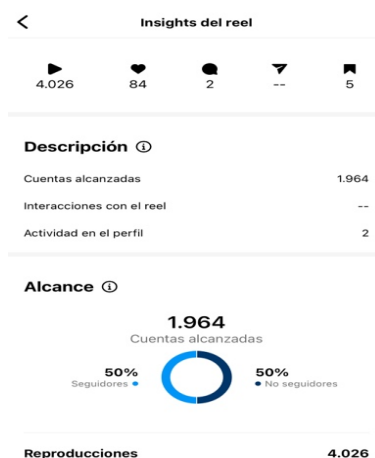 Insights del reel
4.026 84 2 -- 5
Descripción
Cuentas alcanzadas 1.964
Interacciones con el reel --
Actividad en el perfil 2
Alcance
1.964
Cuentas alcanzadas
50% 50%
Seguidores No seguidores
Reproducciones 4.026